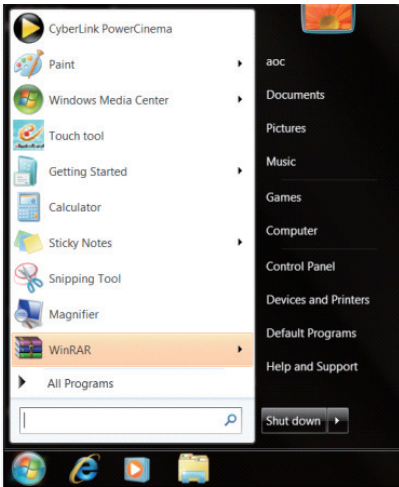 CyberLink PowerCinema
Paint
Windows Media Center
Touch tool
Getting Started
Calculator
Sticky Notes
Snipping Tool
Magnifier
WinRAR
All Programs
aoc
Documents
Pictures
Music
Games
Computer
Control Panel
Devices and Printers
Default Programs
Help and Support
Shut down